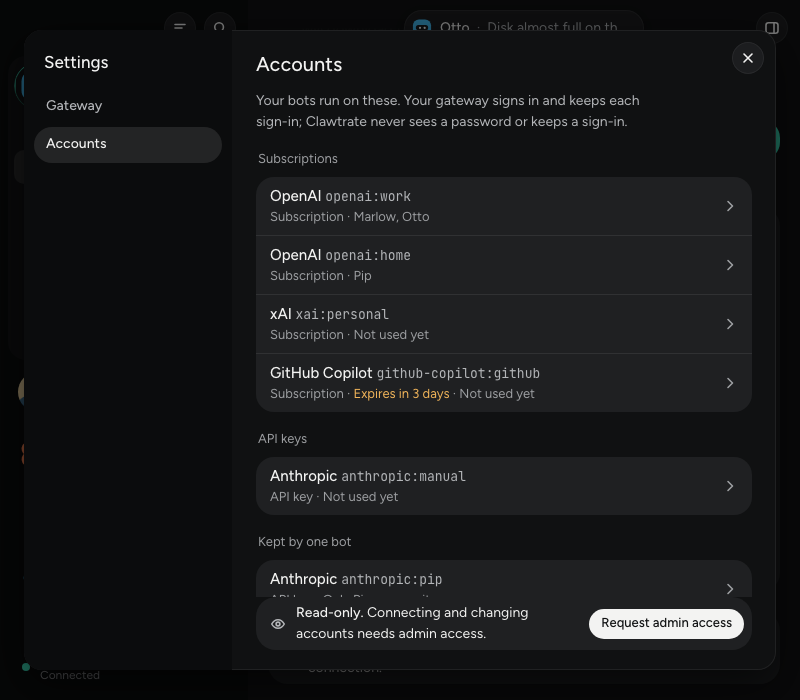 Otto · Disk almost full on th
Settings
Gateway
Accounts
Accounts
Your bots run on these. Your gateway signs in and keeps each
sign-in; Clawtrate never sees a password or keeps a sign-in.
Subscriptions
OpenAI openai:work
Subscription · Marlow, Otto
OpenAI openai:home
Subscription · Pip
xAI xai:personal
Subscription · Not used yet
GitHub Copilot github-copilot:github
Subscription · Expires in 3 days · Not used yet
API keys
Anthropic anthropic:manual
API key · Not used yet
Kept by one bot
Anthropic anthropic:pip
Read-only. Connecting and changing
accounts needs admin access.
Request admin access
Connected